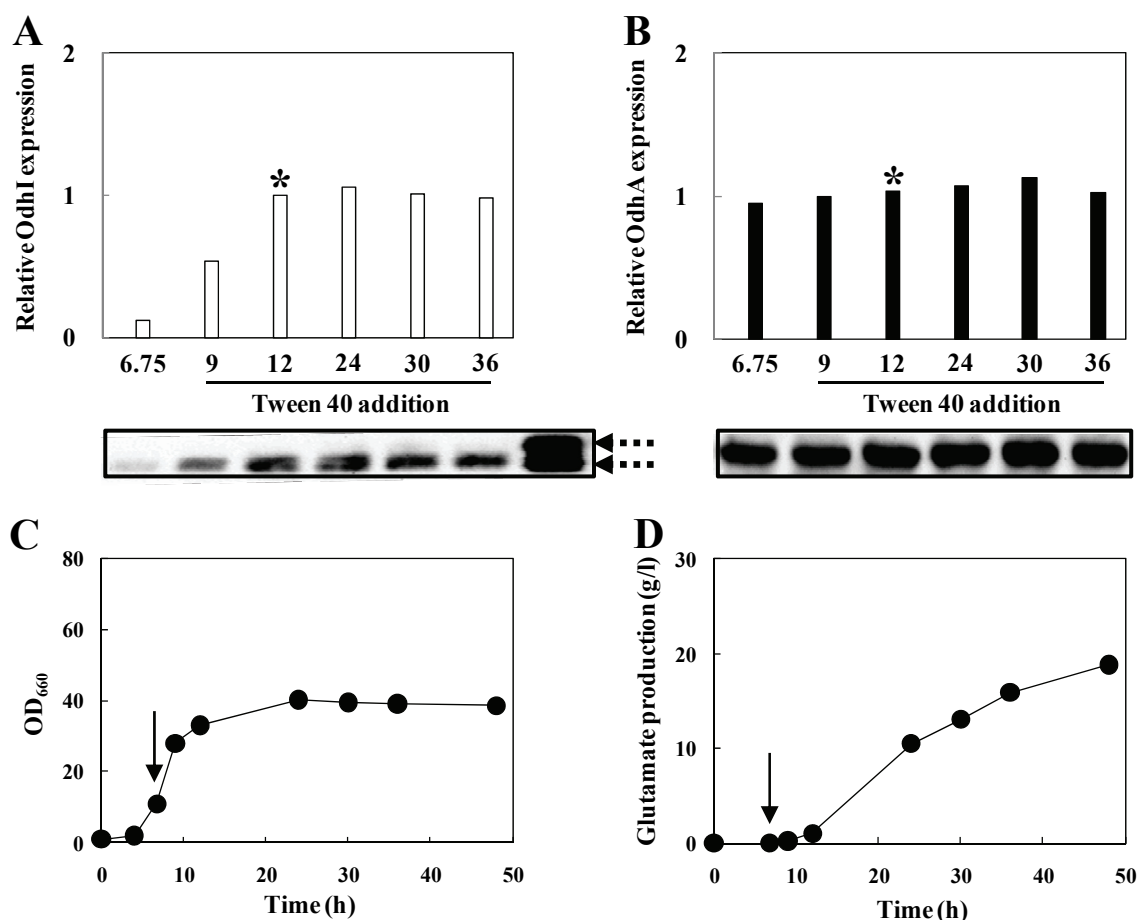 A
Relative OdhI expression
2
1
0
*
6.75 9 12 24 30 36
Tween 40 addition
B
Relative OdhA expression
2
1
0
*
6.75 9 12 24 30 36
Tween 40 addition
C
OD660
80
60
40
20
0
0 10 20 30 40 50
Time (h)
D
Glutamate production (g/l)
30
20
10
0
0 10 20 30 40 50
Time (h)